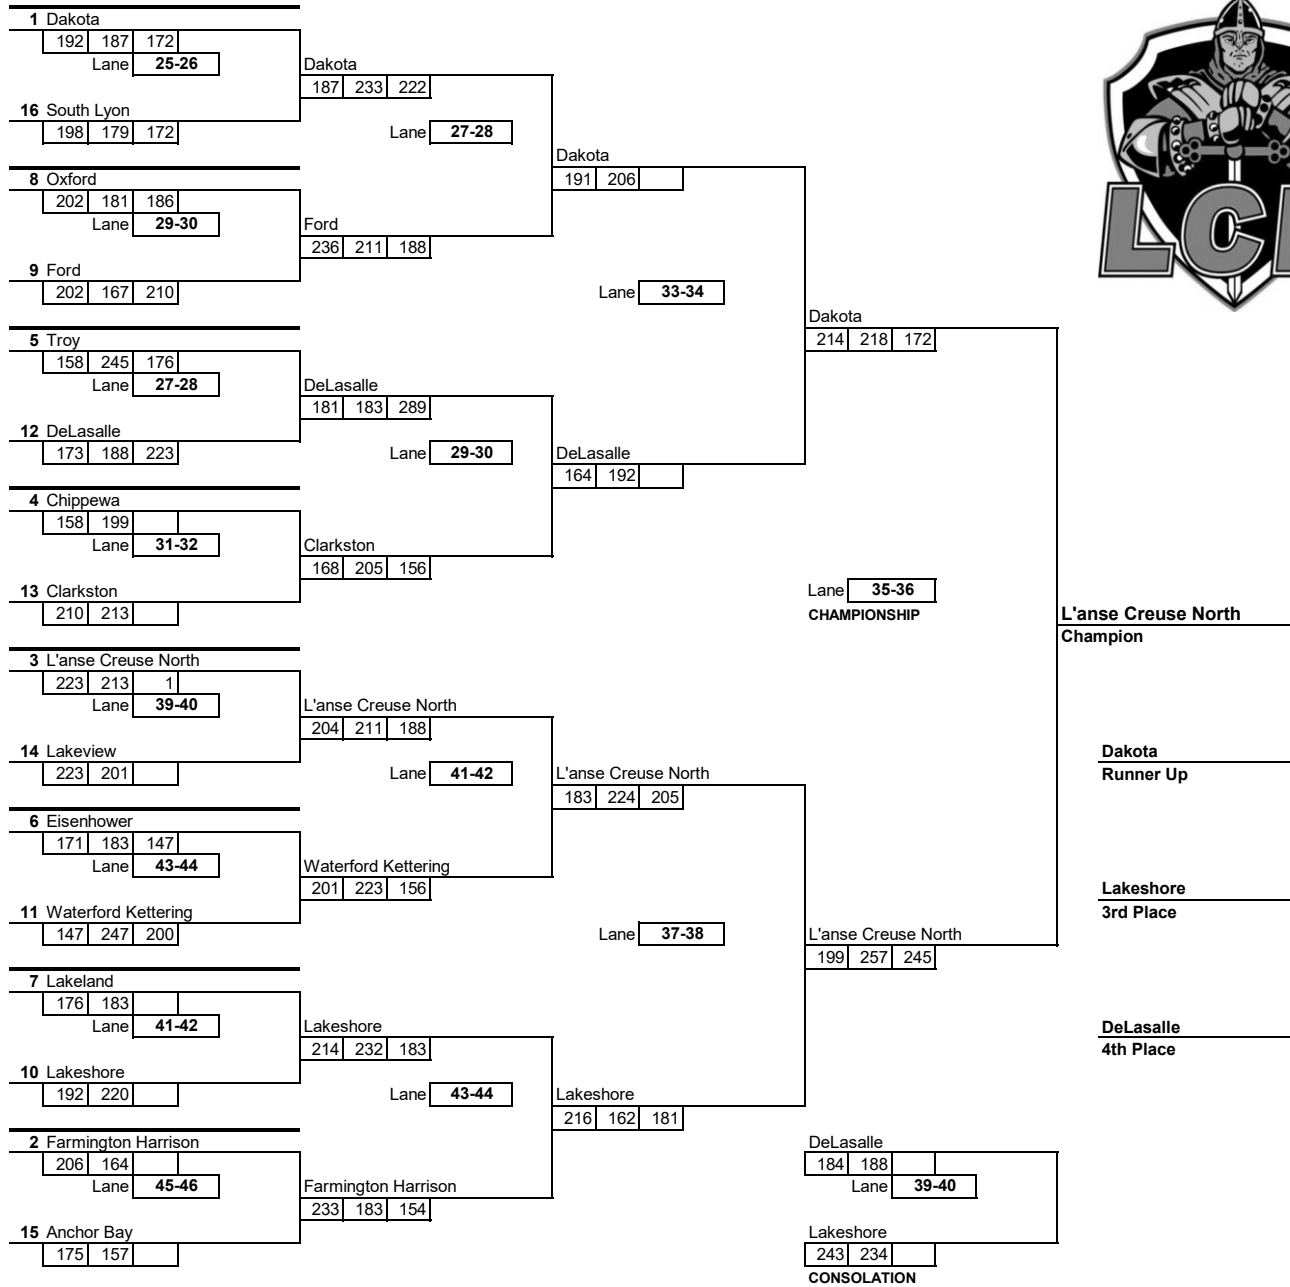 1 Dakota
192 187 172
Lane 25-26
16 South Lyon
198 179 172
8 Oxford
202 181 186
Lane 29-30
9 Ford
202 167 210
5 Troy
158 245 176
Lane 27-28
12 DeLasalle
173 188 223
4 Chippewa
158 199
Lane 31-32
13 Clarkston
210 213
3 L'anse Creuse North
223 213 1
Lane 39-40
14 Lakeview
223 201
6 Eisenhower
171 183 147
Lane 43-44
11 Waterford Kettering
147 247 200
7 Lakeland
176 183
Lane 41-42
10 Lakeshore
192 220
2 Farmington Harrison
206 164
Lane 45-46
15 Anchor Bay
175 157
Dakota
187 233 222
Lane 27-28
Ford
236 211 188
DeLasalle
181 183 289
Lane 29-30
Clarkston
168 205 156
L'anse Creuse North
204 211 188
Lane 41-42
Waterford Kettering
201 223 156
Lakeshore
214 232 183
Lane 43-44
Farmington Harrison
233 183 154
Dakota
191 206
Lane 33-34
DeLasalle
164 192
L'anse Creuse North
183 224 205
Lane 37-38
Lakeshore
216 162 181
Dakota
214 218 172
Lane 35-36
CHAMPIONSHIP
L'anse Creuse North
199 257 245
DeLasalle
184 188
Lane 39-40
Lakeshore
243 234
CONSOLATION
L'anse Creuse North
Champion
Dakota
Runner Up
Lakeshore
3rd Place
DeLasalle
4th Place
LC